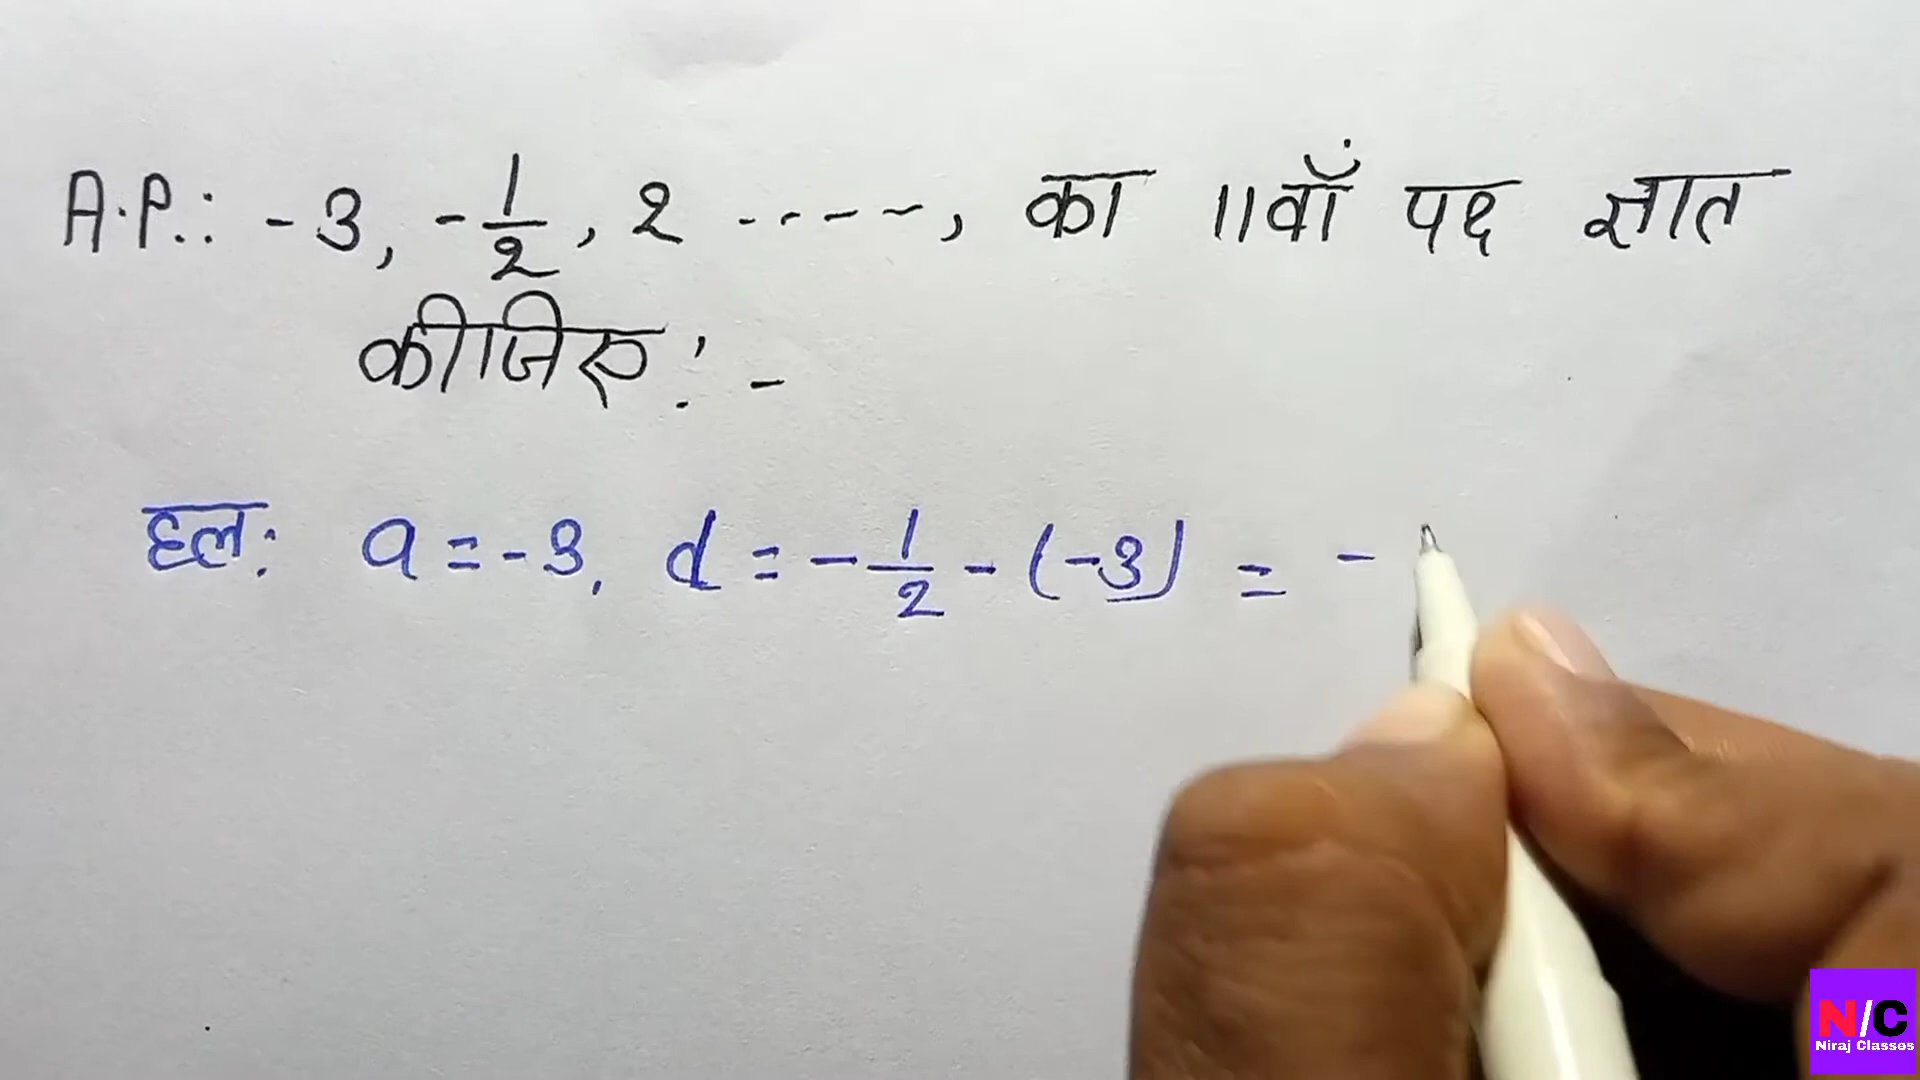 A.P.: -3, -1/2, 2 -----, का 11वाँ पद ज्ञात
कीजिए:-
हल: a = -3, d = -1/2 - (-3) = -
N/C
Niraj Classes